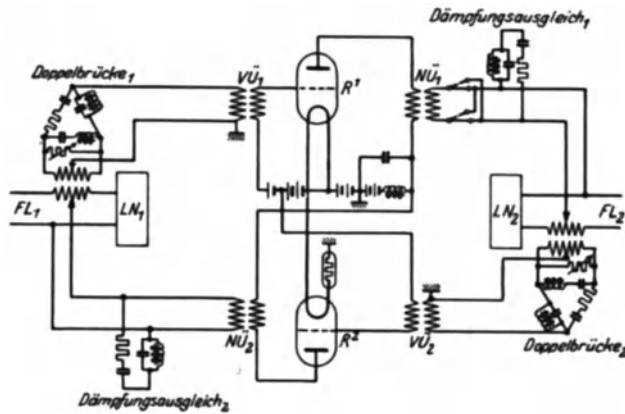 Dämpfungsausgleich₁
Doppelbrücke₁
VÜ₁
R¹
NÜ₁
FL₁
LN₁
LN₂
FL₂
NÜ₂
R²
VÜ₂
Doppelbrücke₂
Dämpfungsausgleich₂